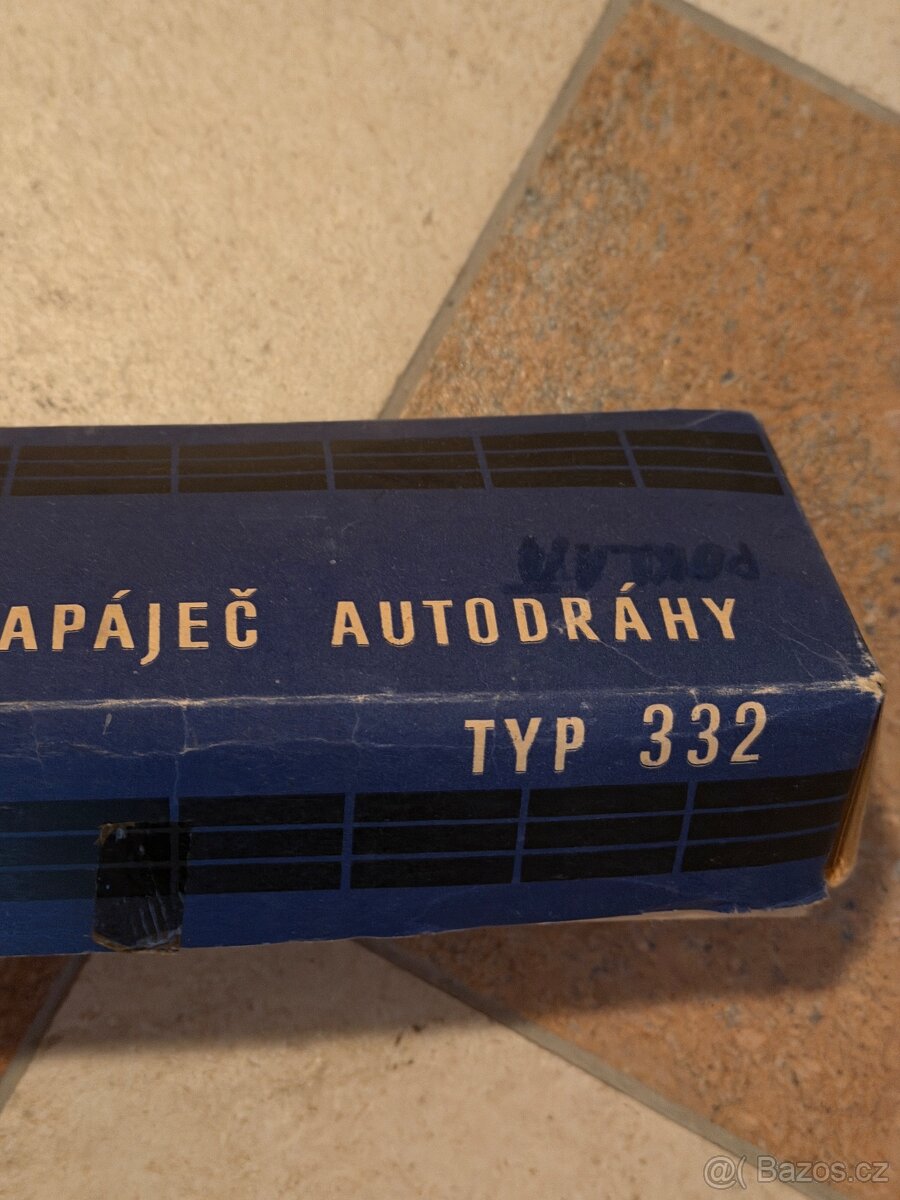 APÁJEČ AUTODRÁHY
TYP 332
@( Bazos.cz